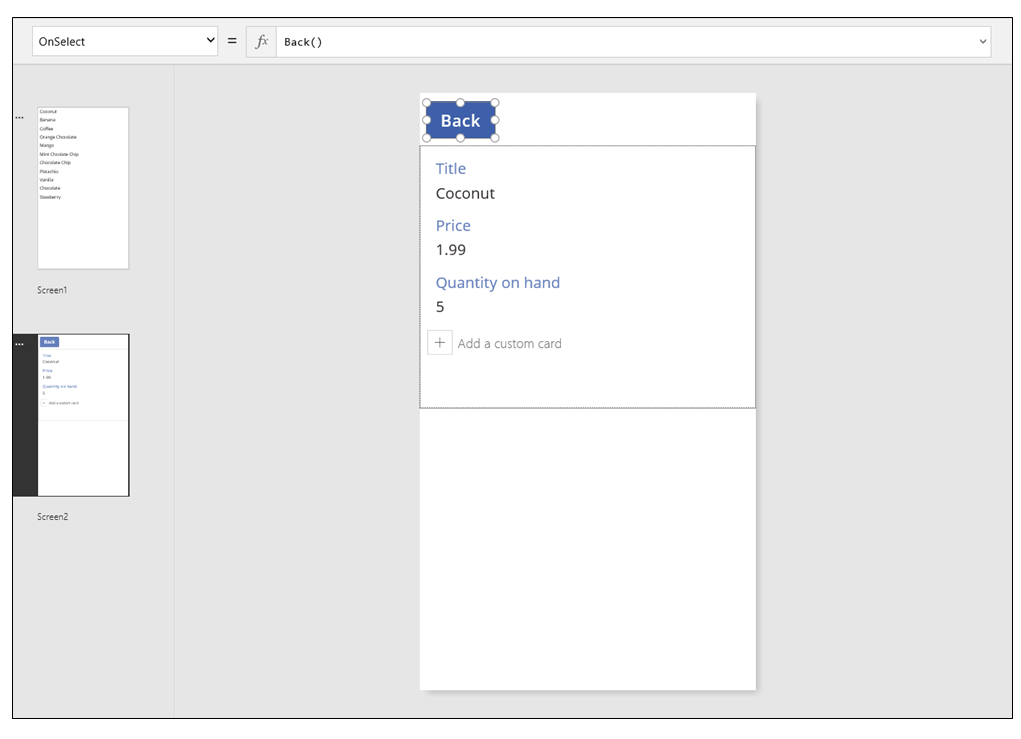 OnSelect = fx Back()
Coconut
Banana
Coffee
Orange Chocolate
Mango
Mint Chocolate Chip
Chocolate Chip
Pistachio
Vanilla
Chocolate
Strawberry
Screen1
Back
Title
Coconut
Price
1.99
Quantity on hand
5
+ Add a custom card
Screen2
Back
Title
Coconut
Price
1.99
Quantity on hand
5
+ Add a custom card